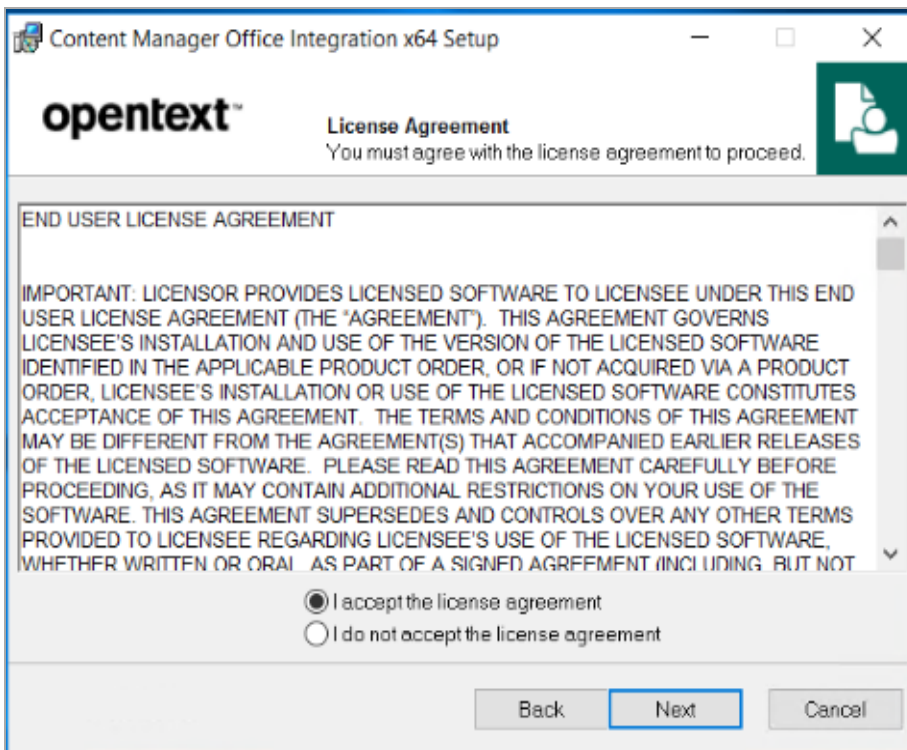 Content Manager Office Integration x64 Setup
opentext™
License Agreement
You must agree with the license agreement to proceed.
END USER LICENSE AGREEMENT
IMPORTANT: LICENSOR PROVIDES LICENSED SOFTWARE TO LICENSEE UNDER THIS END
USER LICENSE AGREEMENT (THE “AGREEMENT”). THIS AGREEMENT GOVERNS
LICENSEE’S INSTALLATION AND USE OF THE VERSION OF THE LICENSED SOFTWARE
IDENTIFIED IN THE APPLICABLE PRODUCT ORDER, OR IF NOT ACQUIRED VIA A PRODUCT
ORDER, LICENSEE’S INSTALLATION OR USE OF THE LICENSED SOFTWARE CONSTITUTES
ACCEPTANCE OF THIS AGREEMENT. THE TERMS AND CONDITIONS OF THIS AGREEMENT
MAY BE DIFFERENT FROM THE AGREEMENT(S) THAT ACCOMPANIED EARLIER RELEASES
OF THE LICENSED SOFTWARE. PLEASE READ THIS AGREEMENT CAREFULLY BEFORE
PROCEEDING, AS IT MAY CONTAIN ADDITIONAL RESTRICTIONS ON YOUR USE OF THE
SOFTWARE. THIS AGREEMENT SUPERSEDES AND CONTROLS OVER ANY OTHER TERMS
PROVIDED TO LICENSEE REGARDING LICENSEE’S USE OF THE LICENSED SOFTWARE,
WHETHER WRITTEN OR ORAL, AS PART OF A SIGNED AGREEMENT (INCLUDING, BUT NOT
I accept the license agreement
I do not accept the license agreement
Back
Next
Cancel